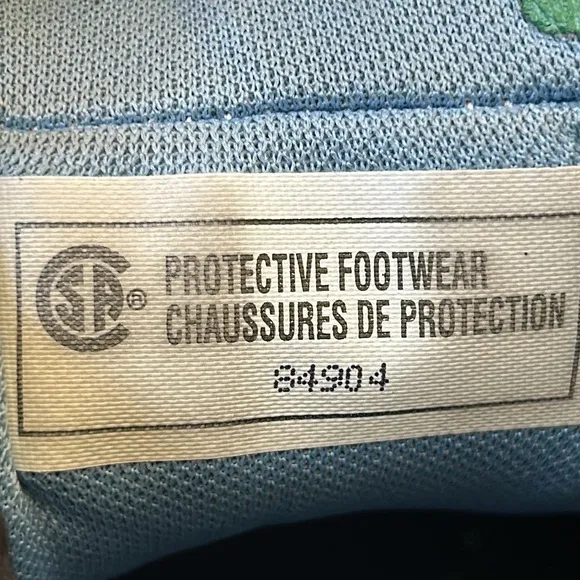 CSA®
PROTECTIVE FOOTWEAR
CHAUSSURES DE PROTECTION
84904